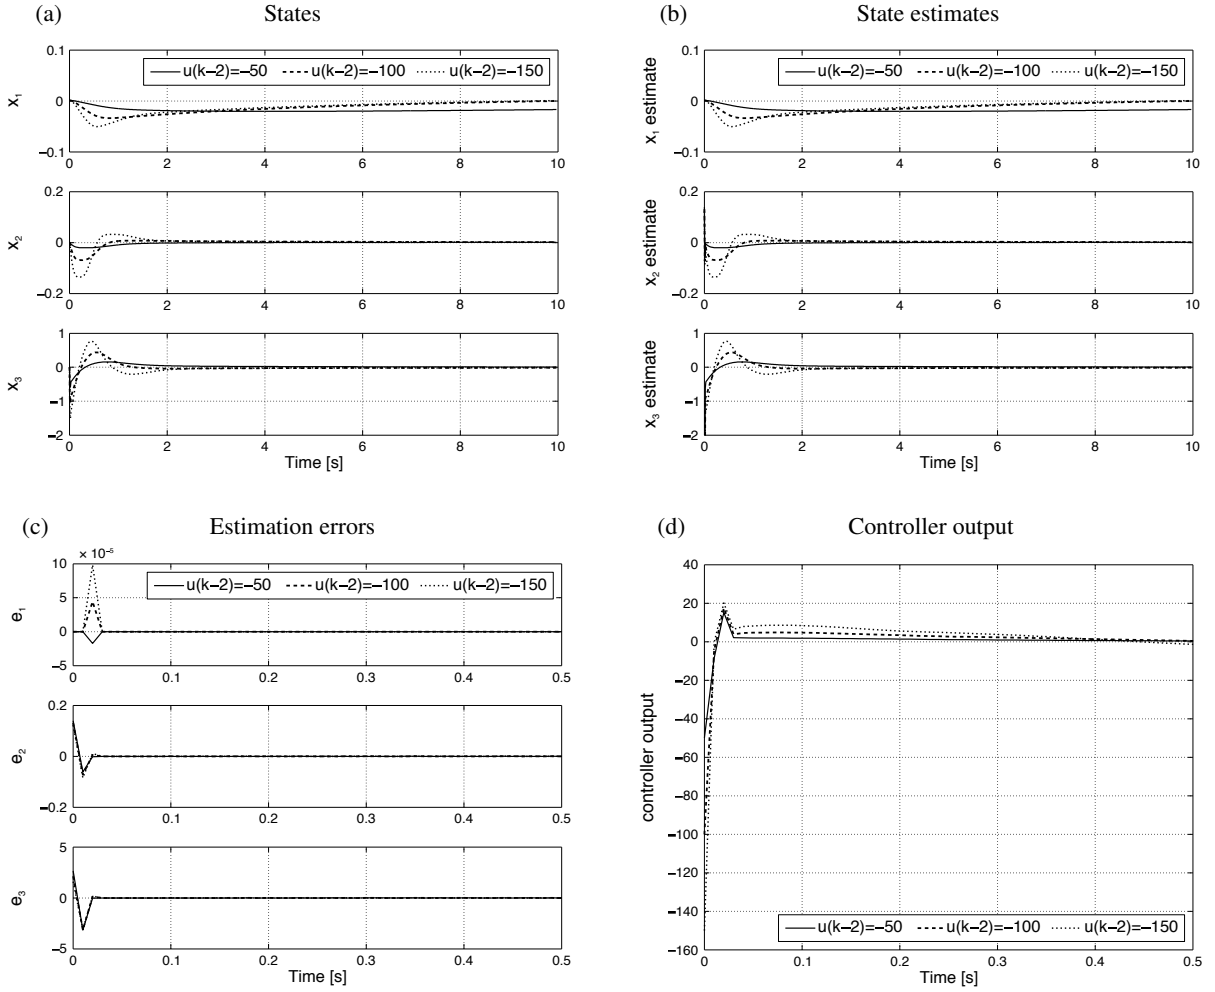 (a) States
0.1
0
−0.1
x1
u(k−2)=−50 u(k−2)=−100 u(k−2)=−150
0 2 4 6 8 10
0.2
0
−0.2
x2
0 2 4 6 8 10
1
0
−1
−2
x3
0 2 4 6 8 10
Time [s]
(b) State estimates
0.1
0
−0.1
x1 estimate
u(k−2)=−50 u(k−2)=−100 u(k−2)=−150
0 2 4 6 8 10
0.2
0
−0.2
x2 estimate
0 2 4 6 8 10
1
0
−1
−2
x3 estimate
0 2 4 6 8 10
Time [s]
(c) Estimation errors
× 10⁻⁵
10
5
0
−5
e1
u(k−2)=−50 u(k−2)=−100 u(k−2)=−150
0 0.1 0.2 0.3 0.4 0.5
0.2
0
−0.2
e2
0 0.1 0.2 0.3 0.4 0.5
5
0
−5
e3
0 0.1 0.2 0.3 0.4 0.5
Time [s]
(d) Controller output
40
20
0
−20
−40
−60
−80
−100
−120
−140
−160
controller output
u(k−2)=−50 u(k−2)=−100 u(k−2)=−150
0 0.1 0.2 0.3 0.4 0.5
Time [s]